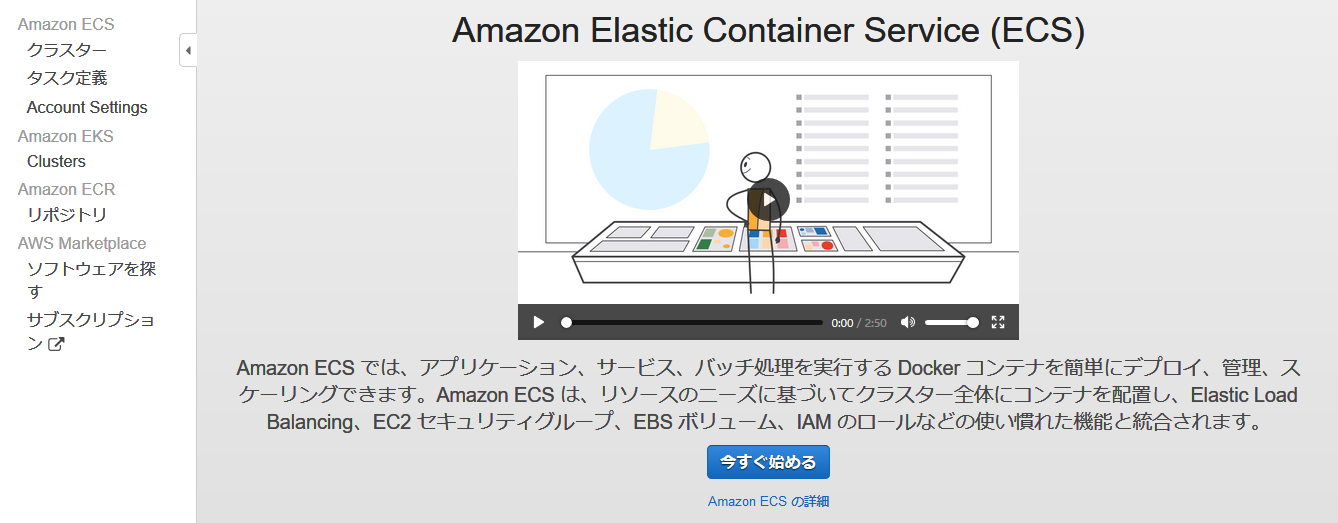 Amazon ECS
クラスター
タスク定義
Account Settings
Amazon EKS
Clusters
Amazon ECR
リポジトリ
AWS Marketplace
ソフトウェアを探
す
サブスクリプショ
ン
Amazon Elastic Container Service (ECS)
0:00 / 2:50
Amazon ECS では、アプリケーション、サービス、バッチ処理を実行する Docker コンテナを簡単にデプロイ、管理、ス
ケーリングできます。Amazon ECS は、リソースのニーズに基づいてクラスター全体にコンテナを配置し、Elastic Load
Balancing、EC2 セキュリティグループ、EBS ボリューム、IAM のロールなどの使い慣れた機能と統合されます。
今すぐ始める
Amazon ECS の詳細